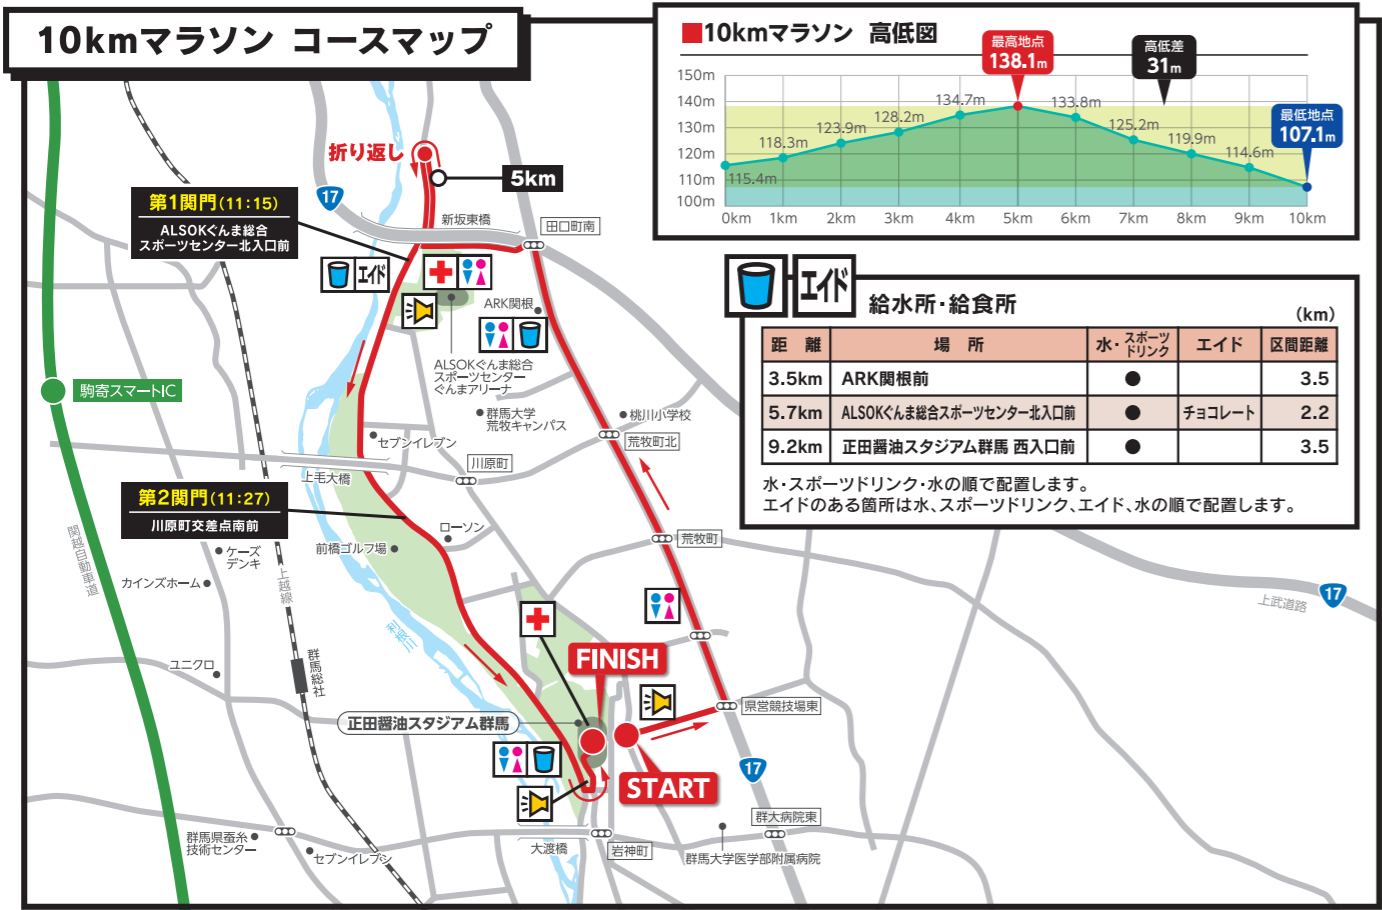 10kmマラソン コースマップ
■10kmマラソン 高低図
最高地点
138.1m
高低差
31m
最低地点
107.1m
150m
140m
130m
120m
110m
100m
115.4m
118.3m
123.9m
128.2m
134.7m
133.8m
125.2m
119.9m
114.6m
0km
1km
2km
3km
4km
5km
6km
7km
8km
9km
10km
エイド
給水所・給食所
(km)
距 離 場 所 水・スポーツドリンク エイド 区間距離
3.5km ARK関根前 ● 3.5
5.7km ALSOKぐんま総合スポーツセンター北入口前 ● チョコレート 2.2
9.2km 正田醤油スタジアム群馬 西入口前 ● 3.5
水・スポーツドリンク・水の順で配置します。
エイドのある箇所は水、スポーツドリンク、エイド、水の順で配置します。
折り返し
5km
17
新坂東橋
田口町南
第1関門(11:15)
ALSOKぐんま総合
スポーツセンター北入口前
エイド
ARK関根
ALSOKぐんま総合
スポーツセンター
ぐんまアリーナ
駒寄スマートIC
群馬大学
荒牧キャンパス
桃川小学校
セブンイレブン
荒牧町北
川原町
上毛大橋
第2関門(11:27)
川原町交差点南前
ローソン
前橋ゴルフ場
荒牧町
関越自動車道
ケーズ
デンキ
カインズホーム
上越線
利根川
上武道路
17
ユニクロ
群馬総社
FINISH
正田醤油スタジアム群馬
県営競技場東
START
17
群大病院東
群馬県蚕糸
技術センター
セブンイレブン
大渡橋
岩神町
群馬大学医学部附属病院